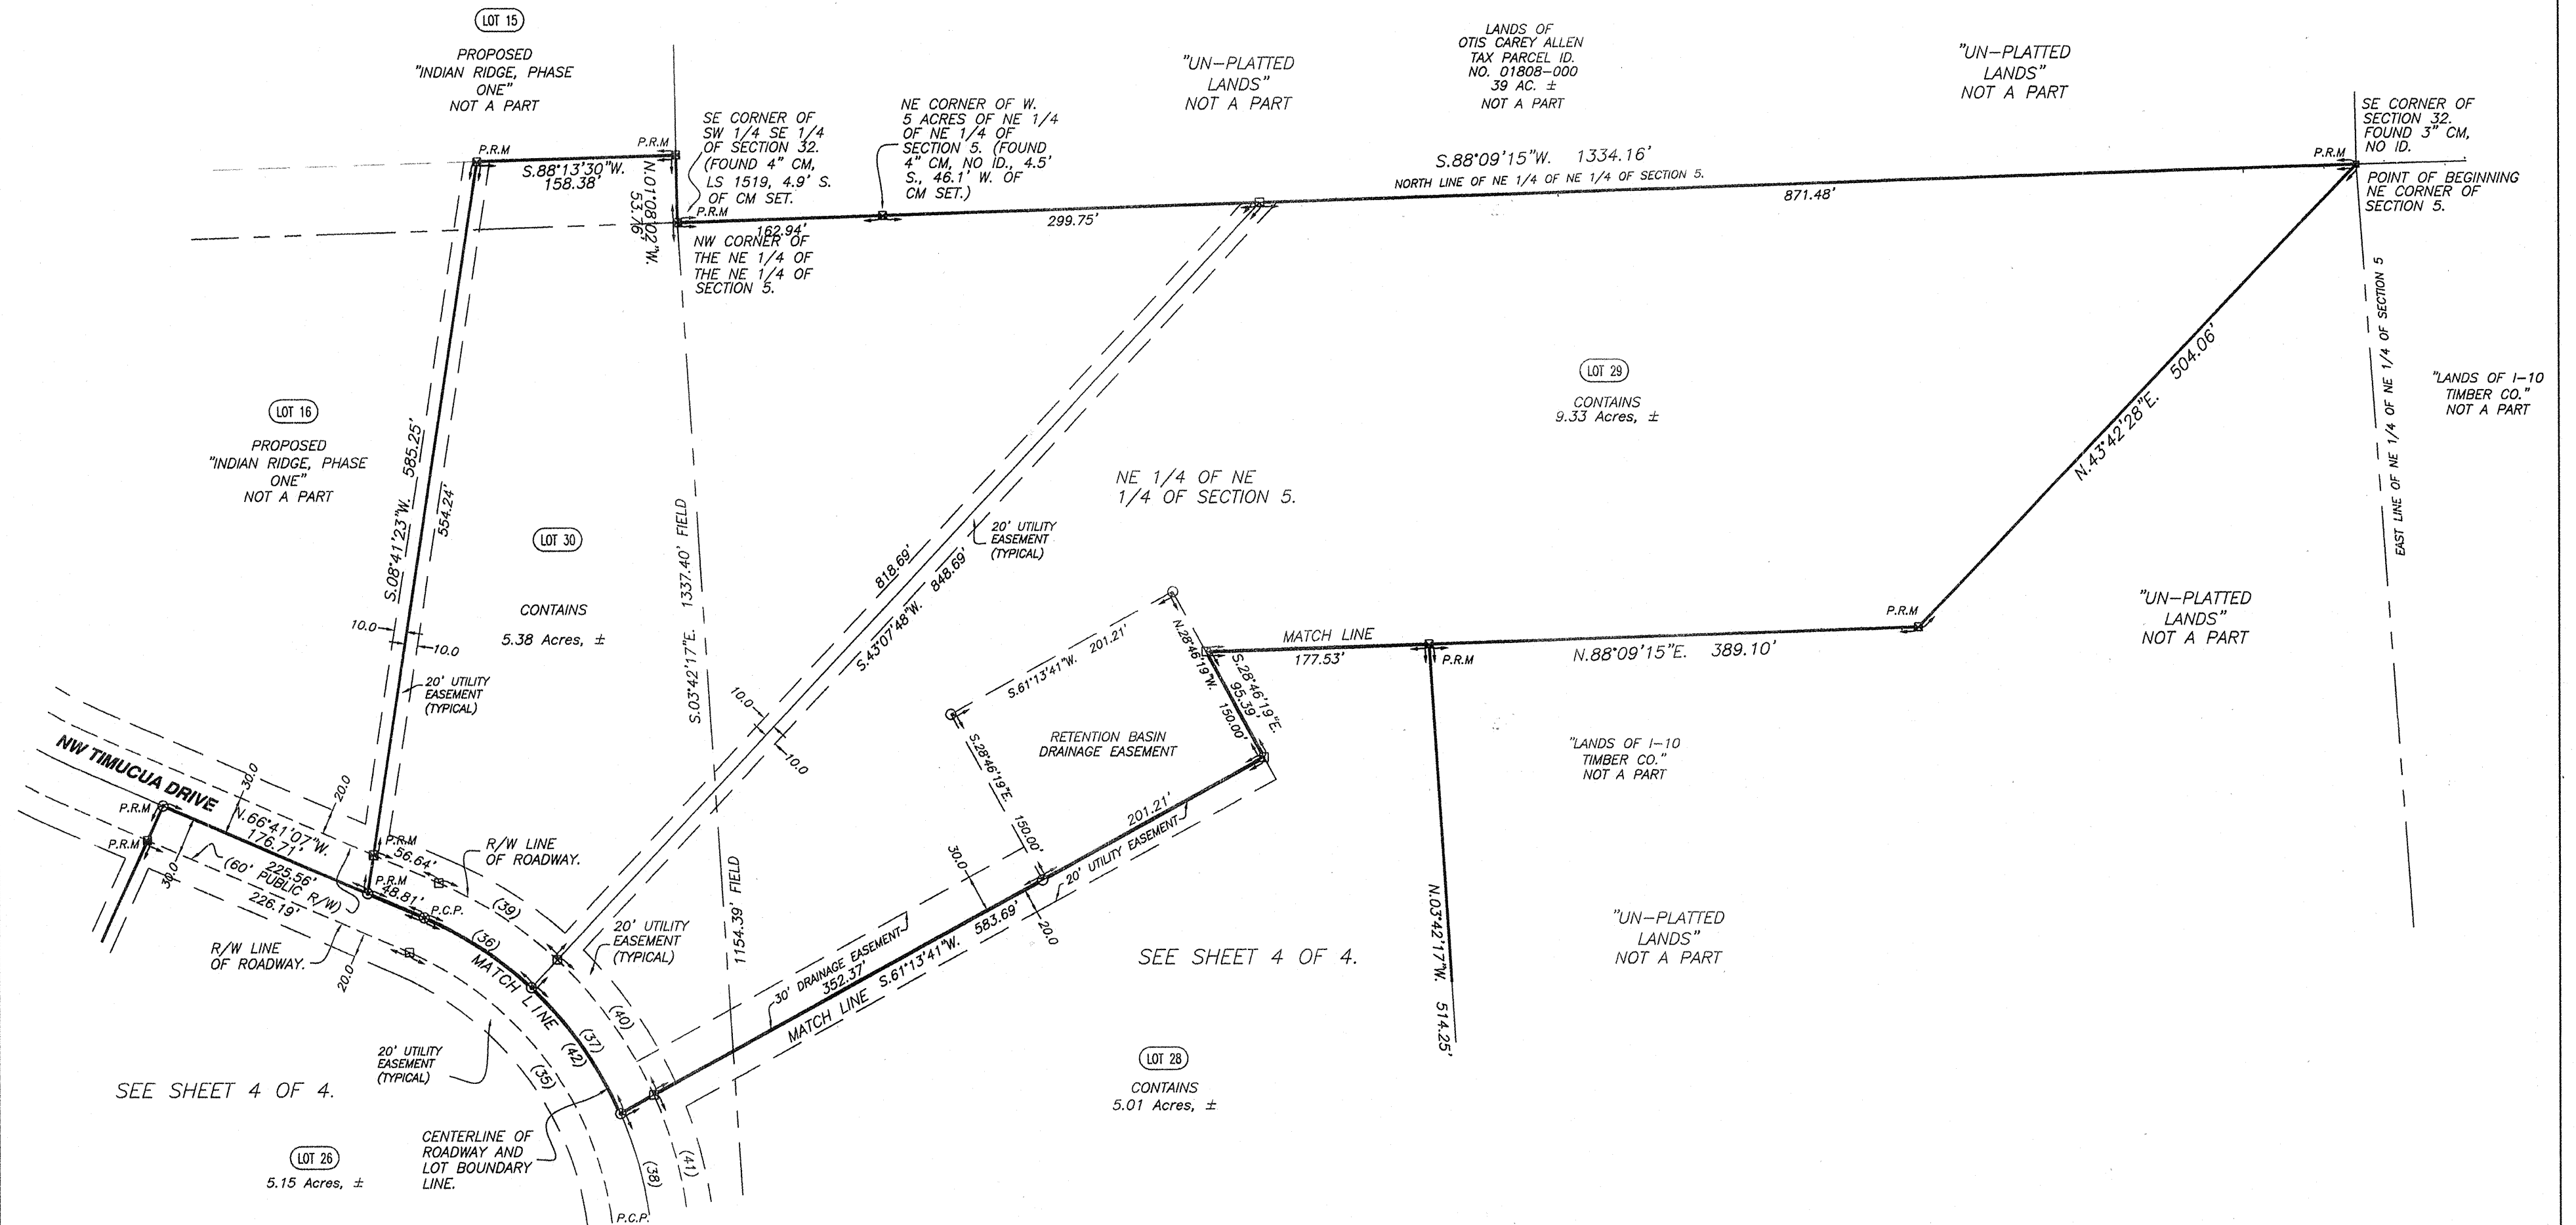 LOT 15
PROPOSED
"INDIAN RIDGE, PHASE
ONE"
NOT A PART
"UN-PLATTED
LANDS"
NOT A PART
LANDS OF
OTIS CAREY ALLEN
TAX PARCEL ID.
NO. 01808-000
39 AC. ±
NOT A PART
"UN-PLATTED
LANDS"
NOT A PART
SE CORNER OF
SECTION 32.
FOUND 3" CM,
NO ID.
P.R.M
POINT OF BEGINNING
NE CORNER OF
SECTION 5.
P.R.M
P.R.M
S.88°13'30"W.
158.38'
N.01°08'02"W.
53.76'
SE CORNER OF
SW 1/4 SE 1/4
OF SECTION 32.
(FOUND 4" CM,
LS 1519, 4.9' S.
OF CM SET.
P.R.M
NE CORNER OF W.
5 ACRES OF NE 1/4
OF NE 1/4 OF
SECTION 5. (FOUND
4" CM, NO ID., 4.5'
S., 46.1' W. OF
CM SET.)
S.88°09'15"W. 1334.16'
NORTH LINE OF NE 1/4 OF NE 1/4 OF SECTION 5.
162.94'
299.75'
871.48'
NW CORNER OF
THE NE 1/4 OF
THE NE 1/4 OF
SECTION 5.
LOT 16
PROPOSED
"INDIAN RIDGE, PHASE
ONE"
NOT A PART
S.08°41'23"W. 585.25'
554.24'
LOT 30
CONTAINS
5.38 Acres, ±
10.0
10.0
20' UTILITY
EASEMENT
(TYPICAL)
S.03°42'17"E. 1337.40' FIELD
1154.39' FIELD
818.69'
S.43°07'48"W. 848.69'
20' UTILITY
EASEMENT
(TYPICAL)
10.0
10.0
NE 1/4 OF NE
1/4 OF SECTION 5.
LOT 29
CONTAINS
9.33 Acres, ±
N.43°42'28"E. 504.06'
EAST LINE OF NE 1/4 OF NE 1/4 OF SECTION 5
"LANDS OF I-10
TIMBER CO."
NOT A PART
"UN-PLATTED
LANDS"
NOT A PART
P.R.M
MATCH LINE
177.53'
P.R.M
N.88°09'15"E. 389.10'
N.28°46'19"W.
150.00'
S.28°46'19"E.
95.39'
S.61°13'41"W. 201.21'
RETENTION BASIN
DRAINAGE EASEMENT
S.28°46'19"E. 150.00'
201.21'
20' UTILITY EASEMENT
"LANDS OF I-10
TIMBER CO."
NOT A PART
N.03°42'17"W. 514.25'
"UN-PLATTED
LANDS"
NOT A PART
30.0
20.0
30' DRAINAGE EASEMENT
352.37'
MATCH LINE S.61°13'41"W. 583.69'
SEE SHEET 4 OF 4.
LOT 28
CONTAINS
5.01 Acres, ±
NW TIMUCUA DRIVE
30.0
20.0
P.R.M
P.R.M
N.66°41'07"W.
176.71'
225.56'
(60' PUBLIC R/W)
226.19'
30.0
P.R.M
56.64'
P.R.M
48.81'
P.C.P.
R/W LINE
OF ROADWAY.
R/W LINE
OF ROADWAY.
20.0
(39)
(36)
MATCH LINE
(40)
(37)
(42)
(35)
20' UTILITY
EASEMENT
(TYPICAL)
20' UTILITY
EASEMENT
(TYPICAL)
SEE SHEET 4 OF 4.
LOT 26
5.15 Acres, ±
CENTERLINE OF
ROADWAY AND
LOT BOUNDARY
LINE.
(38)
(41)
P.C.P.